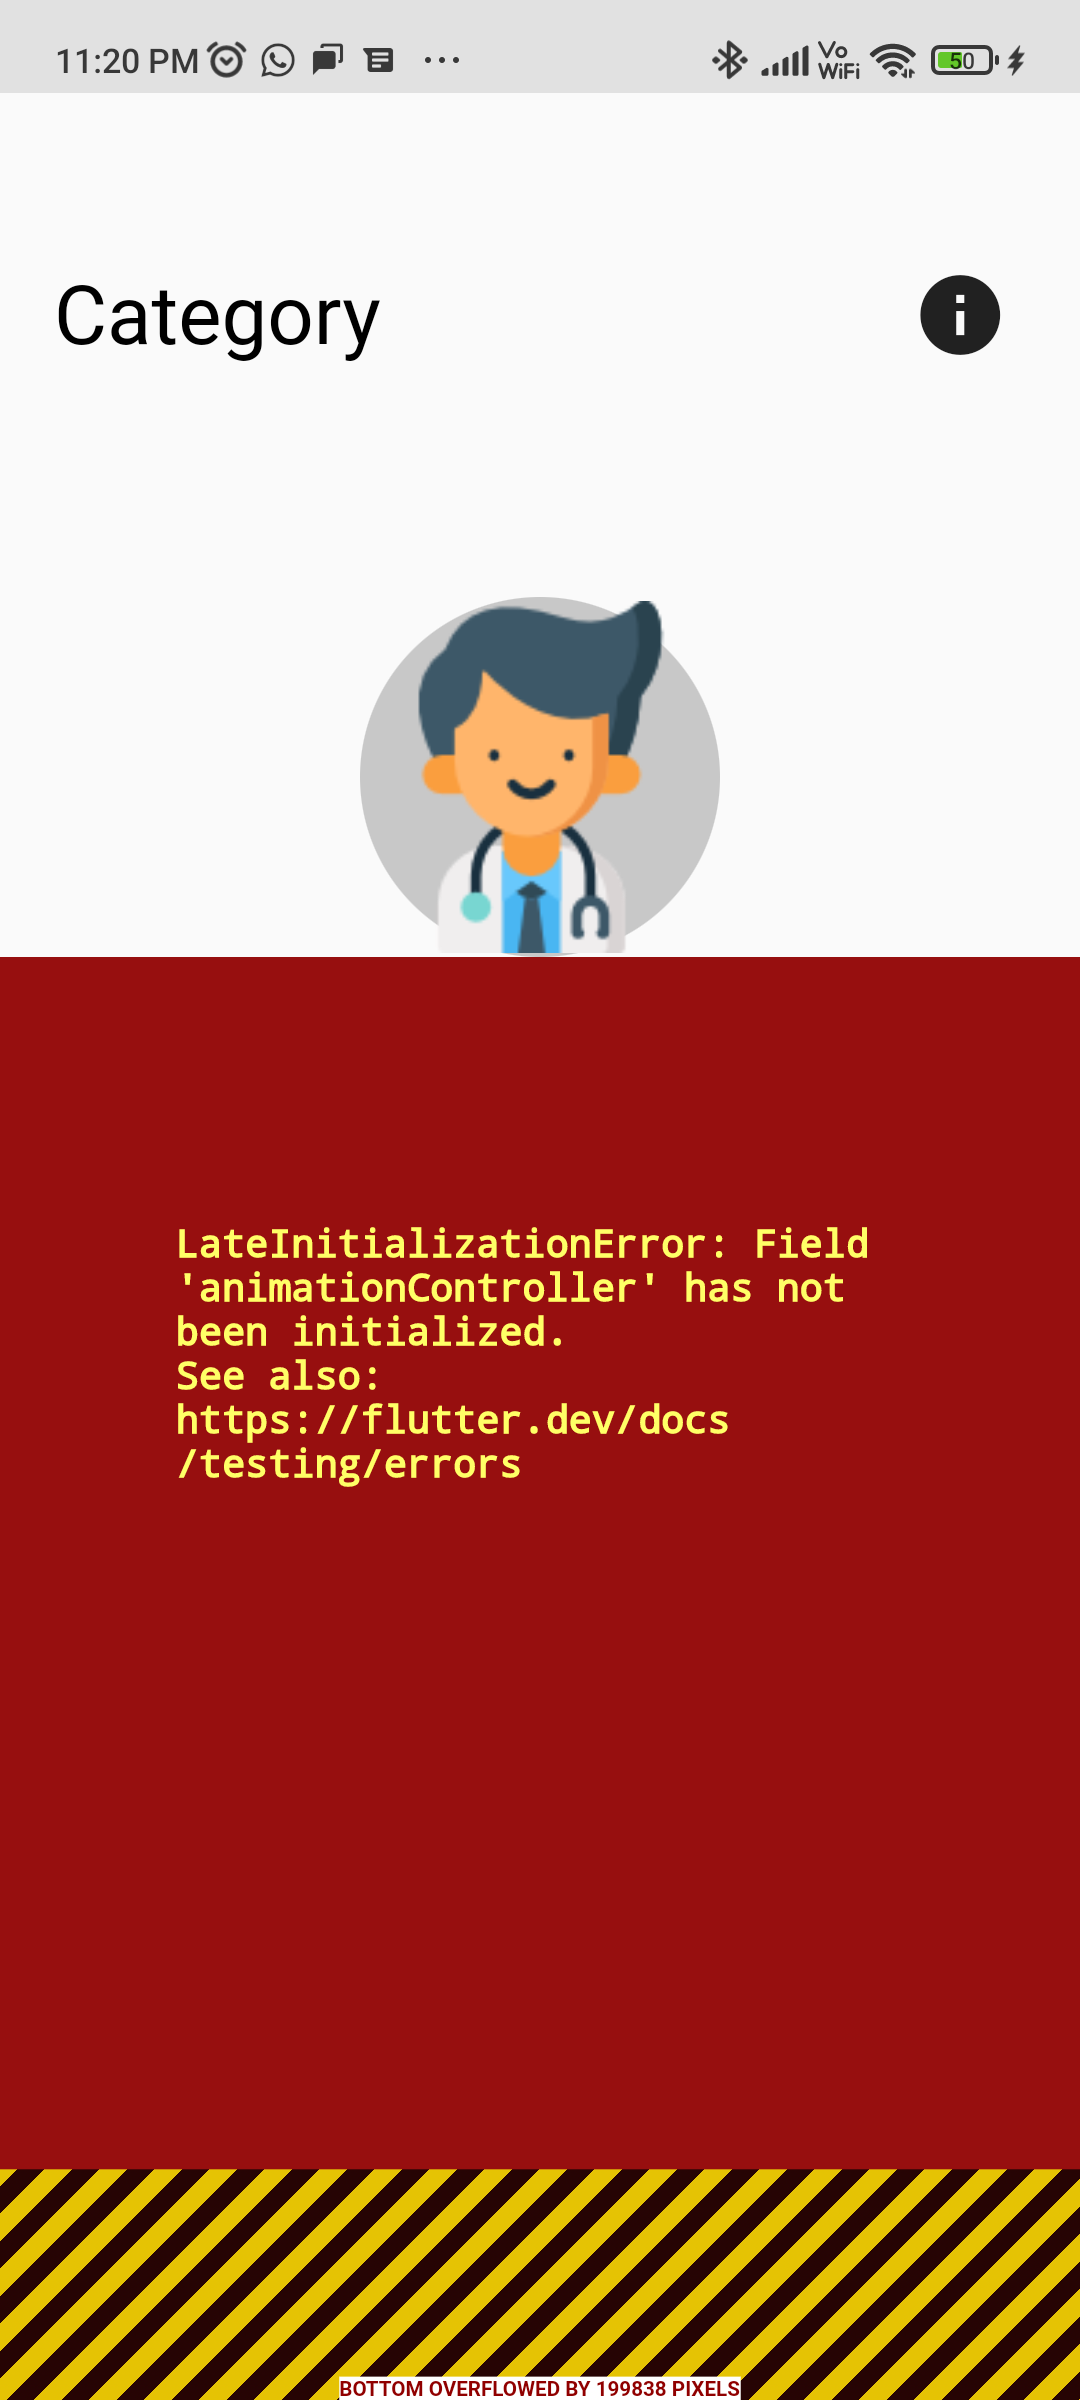 11:20 PM
Vo
WiFi
50
Category
LateInitializationError: Field
'animationController' has not
been initialized.
See also:
https://flutter.dev/docs
/testing/errors
BOTTOM OVERFLOWED BY 199838 PIXELS